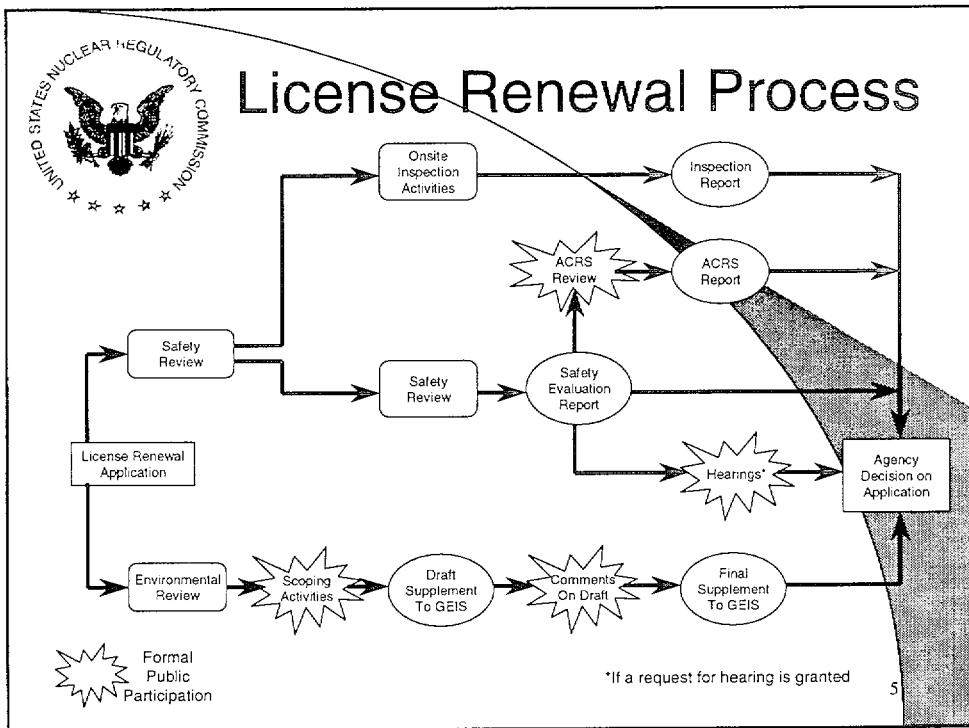 UNITED STATES NUCLEAR REGULATORY COMMISSION
License Renewal Process
Onsite
Inspection
Activities
Inspection
Report
ACRS
Review
ACRS
Report
Safety
Review
Safety
Review
Safety
Evaluation
Report
License Renewal
Application
Hearings*
Agency
Decision on
Application
Environmental
Review
Scoping
Activities
Draft
Supplement
To GEIS
Comments
On Draft
Final
Supplement
To GEIS
Formal
Public
Participation
*If a request for hearing is granted
5